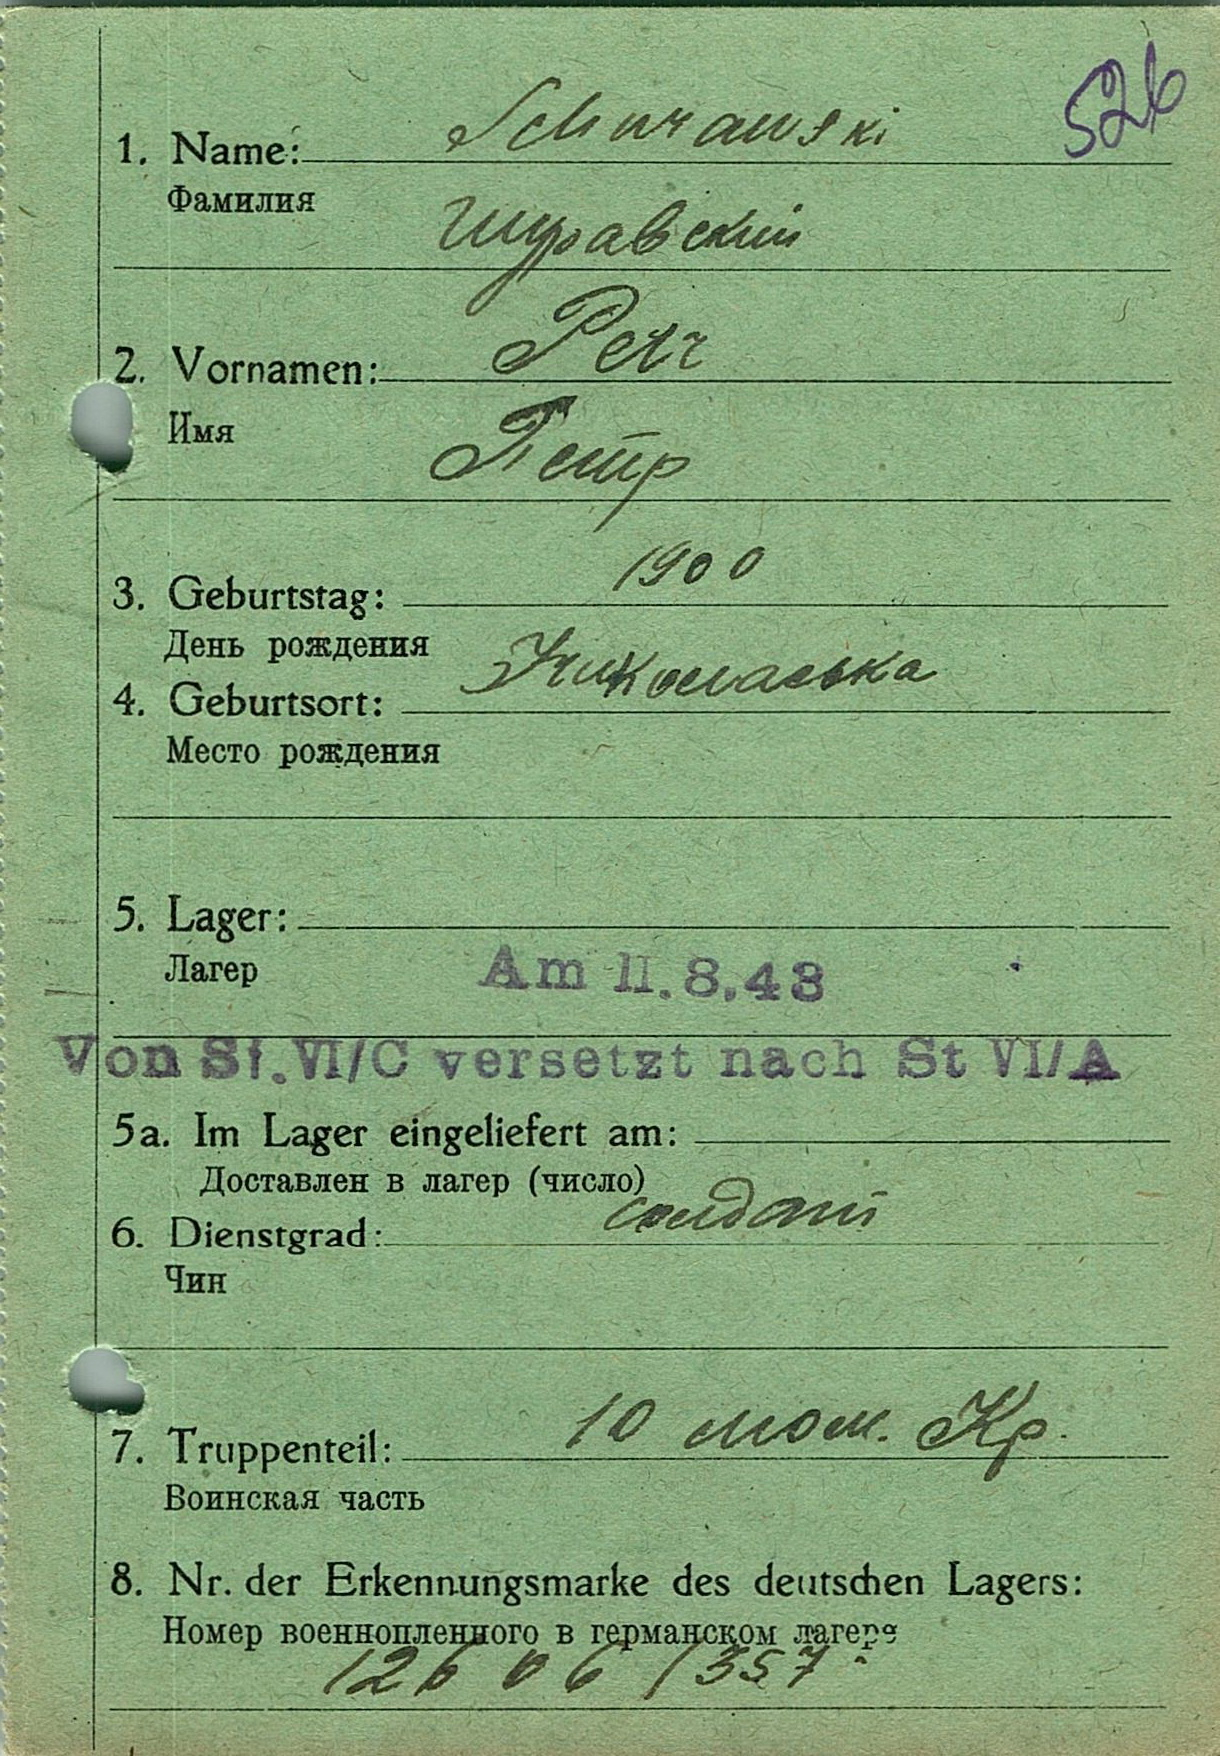 526
1. Name: Schurawski
Фамилия
Шуравский
2. Vornamen: Petr
Имя
Петр
3. Geburtstag: 1900
День рождения
4. Geburtsort: Николаевка
Место рождения
5. Lager:
Лагер
Am 11.8.43
Von St. VI/C versetzt nach St VI/A
5a. Im Lager eingeliefert am:
Доставлен в лагер (число)
6. Dienstgrad: солдат
Чин
7. Truppenteil: 10 Кр.
Воинская часть
8. Nr. der Erkennungsmarke des deutschen Lagers:
Номер военнопленного в германском лагере
126 06 / 357